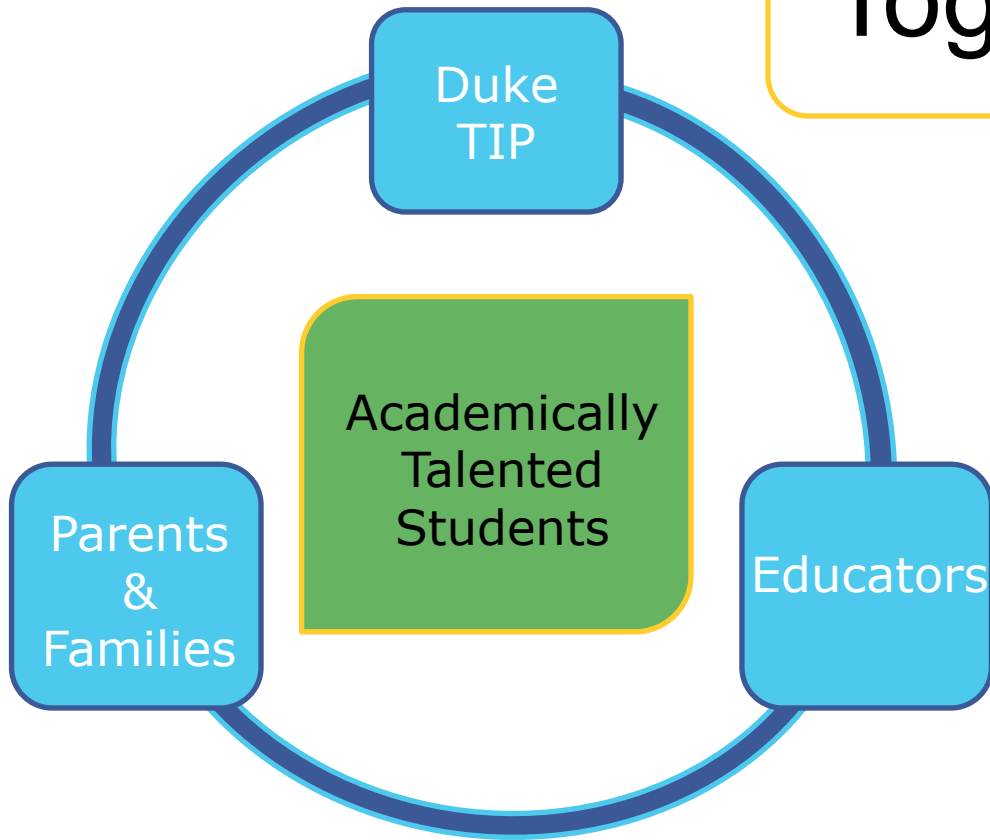 Duke
TIP
Academically
Talented
Students
Parents
&
Families
Educators